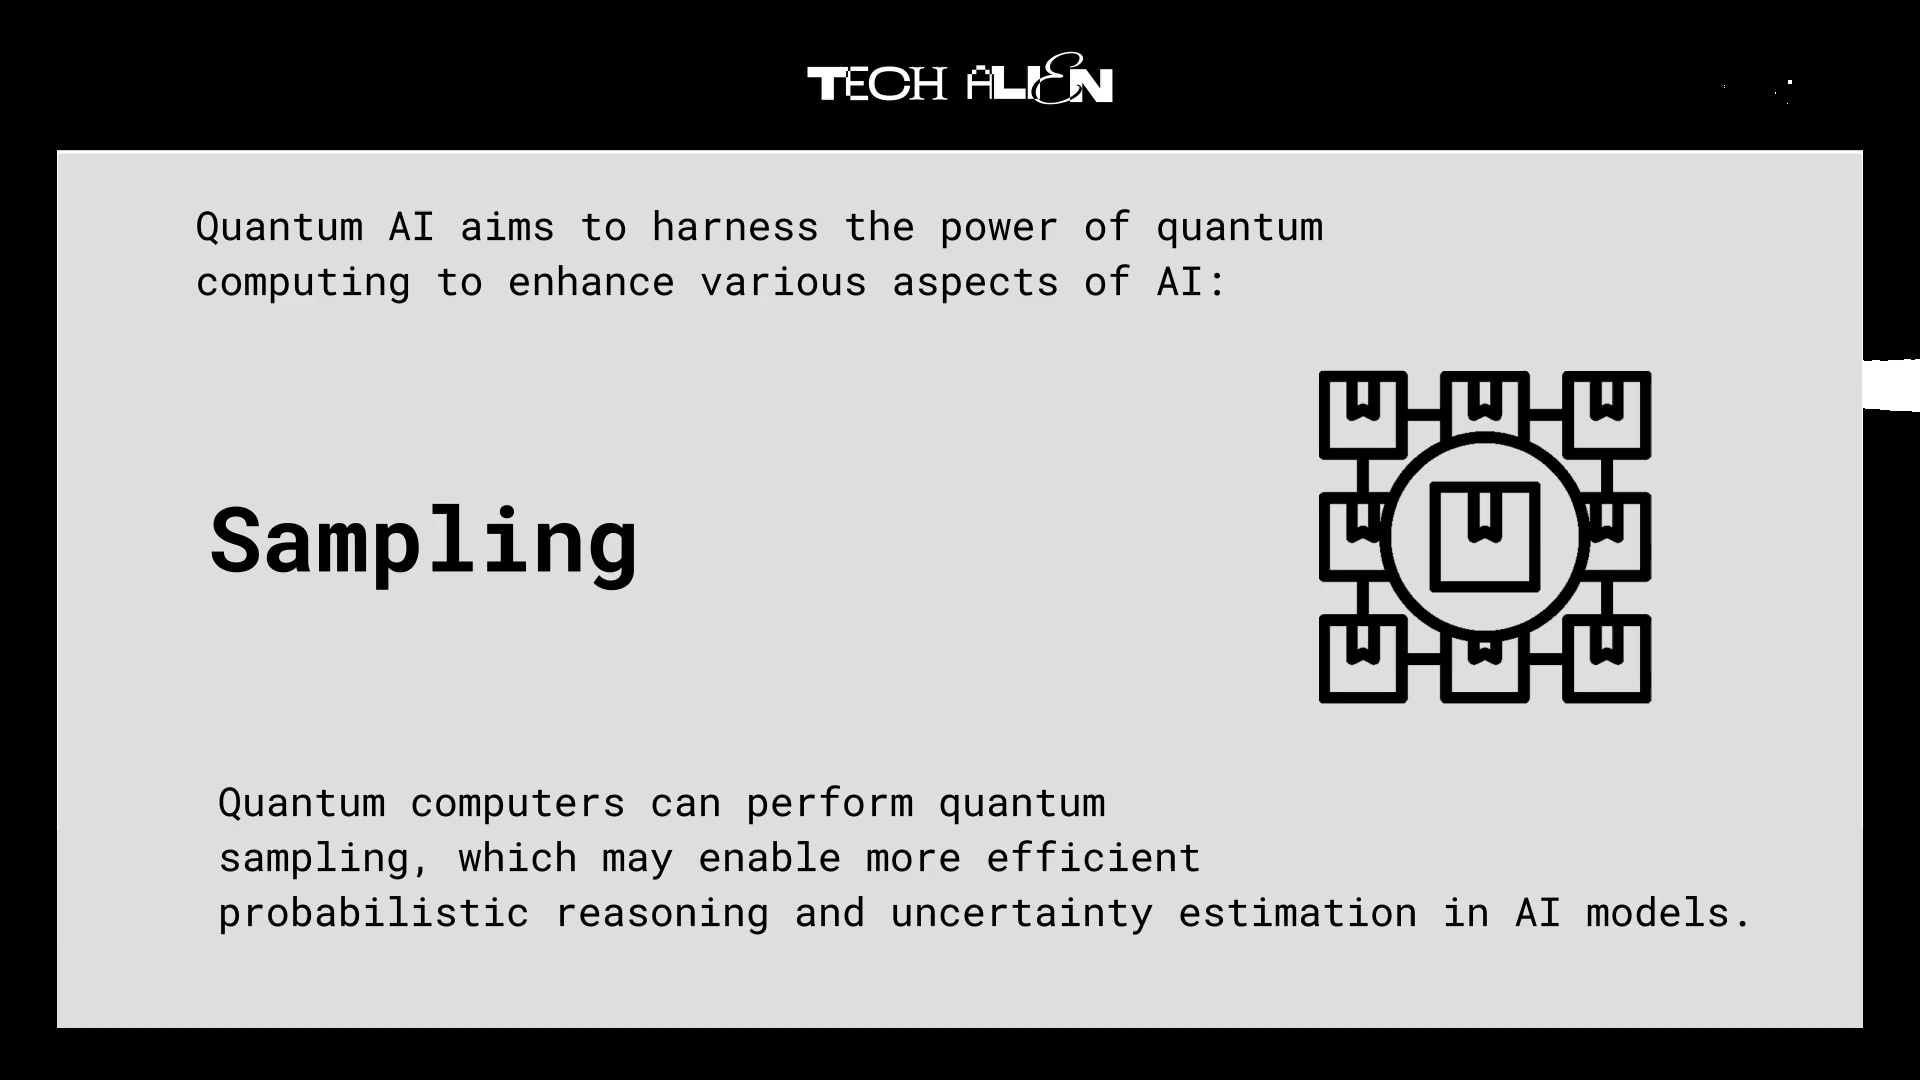 TECH ALIEN
Quantum AI aims to harness the power of quantum
computing to enhance various aspects of AI:
Sampling
Quantum computers can perform quantum
sampling, which may enable more efficient
probabilistic reasoning and uncertainty estimation in AI models.